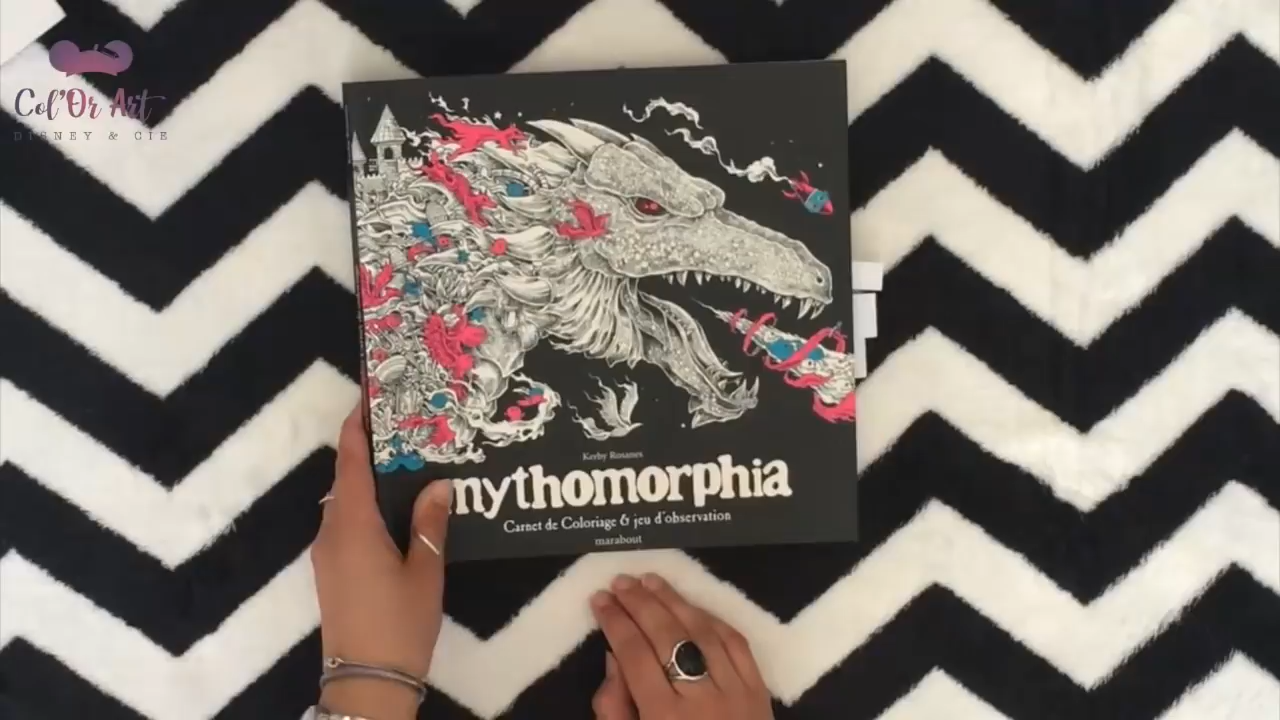 Col'Or Art
DISNEY & CIE
Kerby Rosanes
mythomorphia
Carnet de Coloriage & jeu d'observation
marabout